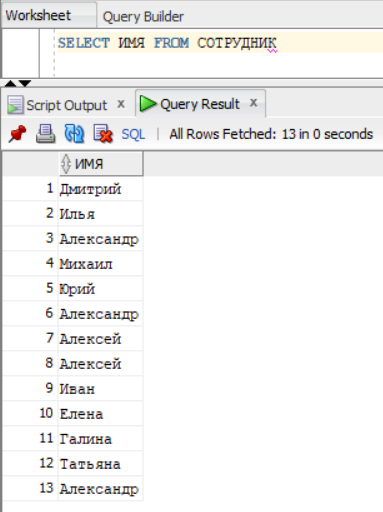 Worksheet Query Builder
SELECT ИМЯ FROM СОТРУДНИК
Script Output x Query Result x
SQL | All Rows Fetched: 13 in 0 seconds
ИМЯ
1 Дмитрий
2 Илья
3 Александр
4 Михаил
5 Юрий
6 Александр
7 Алексей
8 Алексей
9 Иван
10 Елена
11 Галина
12 Татьяна
13 Александр